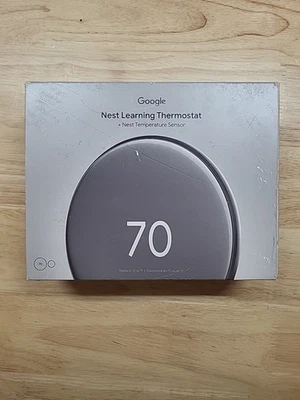 Google
Nest Learning Thermostat
+ Nest Temperature Sensor
70